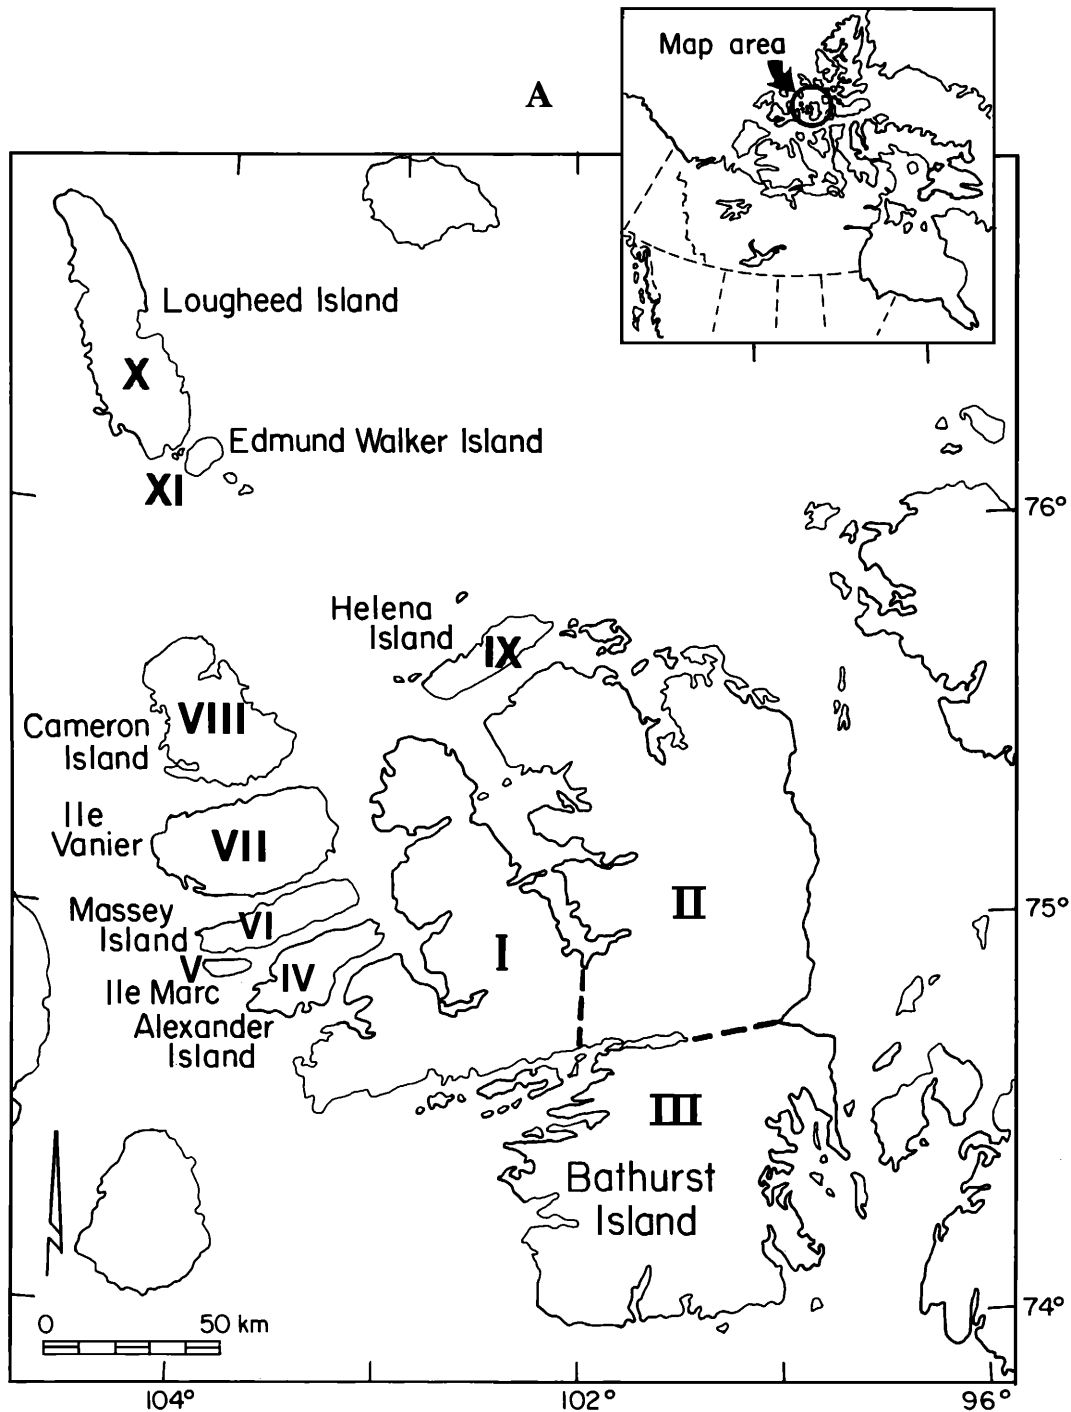 A
Map area
Lougheed Island
X
Edmund Walker Island
XI
76°
Helena
Island
IX
VIII
Cameron
Island
Ile
Vanier
VII
75°
II
Massey
Island
VI
I
V
Ile Marc
IV
Alexander
Island
III
Bathurst
Island
74°
0 50 km
104° 102° 96°